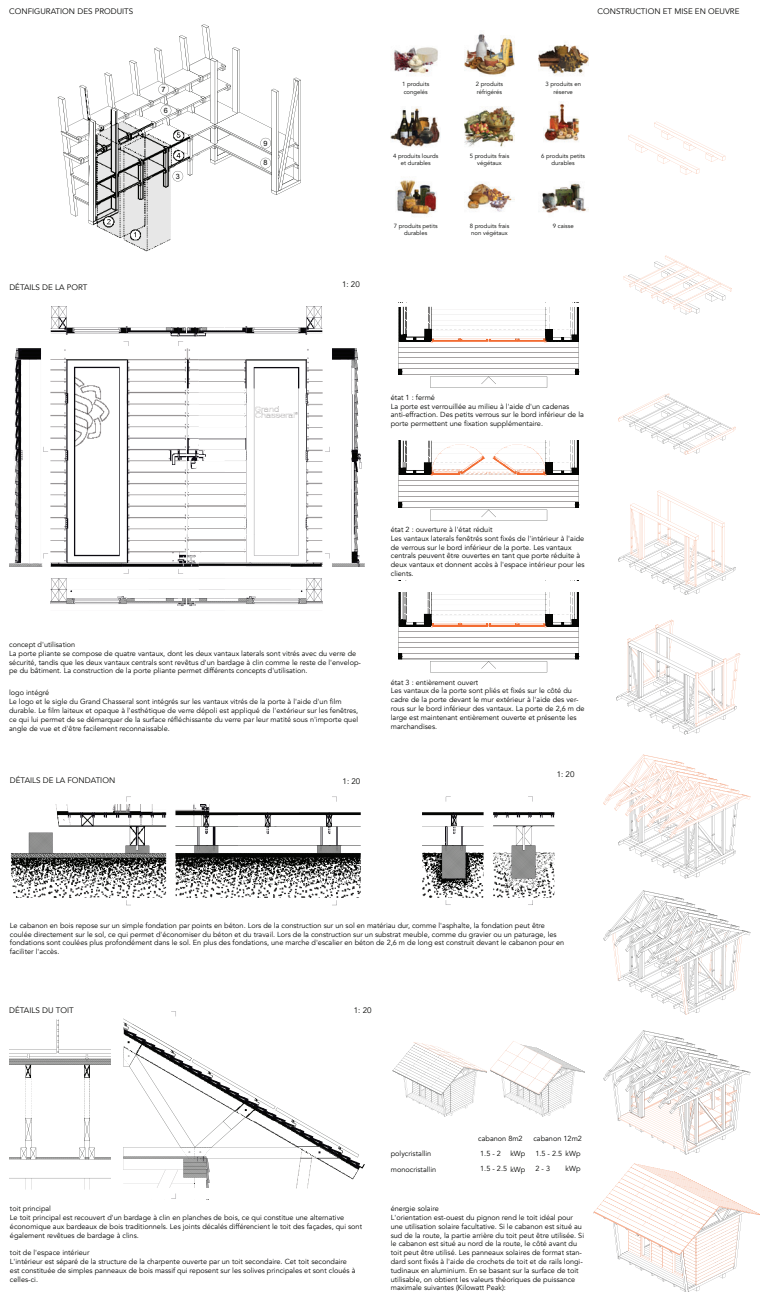 CONFIGURATION DES PRODUITS
7
6
5
4
3
9
8
2
1
1 produits
congelés
2 produits
réfrigérés
3 produits en
réserve
4 produits lourds
et durables
5 produits frais
végétaux
6 produits petits
durables
7 produits petits
durables
8 produits frais
non végétaux
9 caisse
CONSTRUCTION ET MISE EN OEUVRE
DÉTAILS DE LA PORT
1: 20
Grand
Chasseral
état 1 : fermé
La porte est verrouillée au milieu à l'aide d'un cadenas
anti-effraction. Des petits verrous sur le bord inférieur de la
porte permettent une fixation supplémentaire.
état 2 : ouverture à l'état réduit
Les vantaux laterals fenêtrés sont fixés de l'intérieur à l'aide
de verrous sur le bord inférieur de la porte. Les vantaux
centrals peuvent être ouvertes en tant que porte réduite à
deux vantaux et donnent accès à l'espace intérieur pour les
clients.
état 3 : entièrement ouvert
Les vantaux de la porte sont pliés et fixés sur le côté du
cadre de la porte devant le mur extérieur à l'aide des ver-
rous sur le bord inférieur des vantaux. La porte de 2,6 m de
large est maintenant entièrement ouverte et présente les
marchandises.
concept d'utilisation
La porte pliante se compose de quatre vantaux, dont les deux vantaux laterals sont vitrés avec du verre de
sécurité, tandis que les deux vantaux centrals sont revêtus d'un bardage à clin comme le reste de l'envelop-
pe du bâtiment. La construction de la porte pliante permet différents concepts d'utilisation.
logo intégré
Le logo et le sigle du Grand Chasseral sont intégrés sur les vantaux vitrés de la porte à l'aide d'un film
durable. Le film laiteux et opaque à l'esthétique de verre dépoli est appliqué de l'extérieur sur les fenêtres,
ce qui lui permet de se démarquer de la surface réfléchissante du verre par leur matité sous n'importe quel
angle de vue et d'être facilement reconnaissable.
DÉTAILS DE LA FONDATION
1: 20
1: 20
Le cabanon en bois repose sur un simple fondation par points en béton. Lors de la construction sur un sol en matériau dur, comme l'asphalte, la fondation peut être
coulée directement sur le sol, ce qui permet d'économiser du béton et du travail. Lors de la construction sur un substrat meuble, comme du gravier ou un paturage, les
fondations sont coulées plus profondément dans le sol. En plus des fondations, une marche d'escalier en béton de 2,6 m de long est construit devant le cabanon pour en
faciliter l'accès.
DÉTAILS DU TOIT
1: 20
cabanon 8m2 cabanon 12m2
polycristallin 1.5 - 2 kWp 1.5 - 2.5 kWp
monocristallin 1.5 - 2.5 kWp 2 - 3 kWp
toit principal
Le toit principal est recouvert d'un bardage à clin en planches de bois, ce qui constitue une alternative
économique aux bardeaux de bois traditionnels. Les joints décalés différencient le toit des façades, qui sont
également revêtues de bardage à clins.
toit de l'espace intérieur
L'intérieur est séparé de la structure de la charpente ouverte par un toit secondaire. Cet toit secondaire
est constituée de simples panneaux de bois massif qui reposent sur les solives principales et sont cloués à
celles-ci.
énergie solaire
L'orientation est-ouest du pignon rend le toit idéal pour
une utilisation solaire facultative. Si le cabanon est situé au
sud de la route, la partie arrière du toit peut être utilisée. Si
le cabanon est situé au nord de la route, le côté avant du
toit peut être utilisé. Les panneaux solaires de format stan-
dard sont fixés à l'aide de crochets de toit et de rails longi-
tudinaux en aluminium. En se basant sur la surface de toit
utilisable, on obtient les valeurs théoriques de puissance
maximale suivantes (Kilowatt Peak):